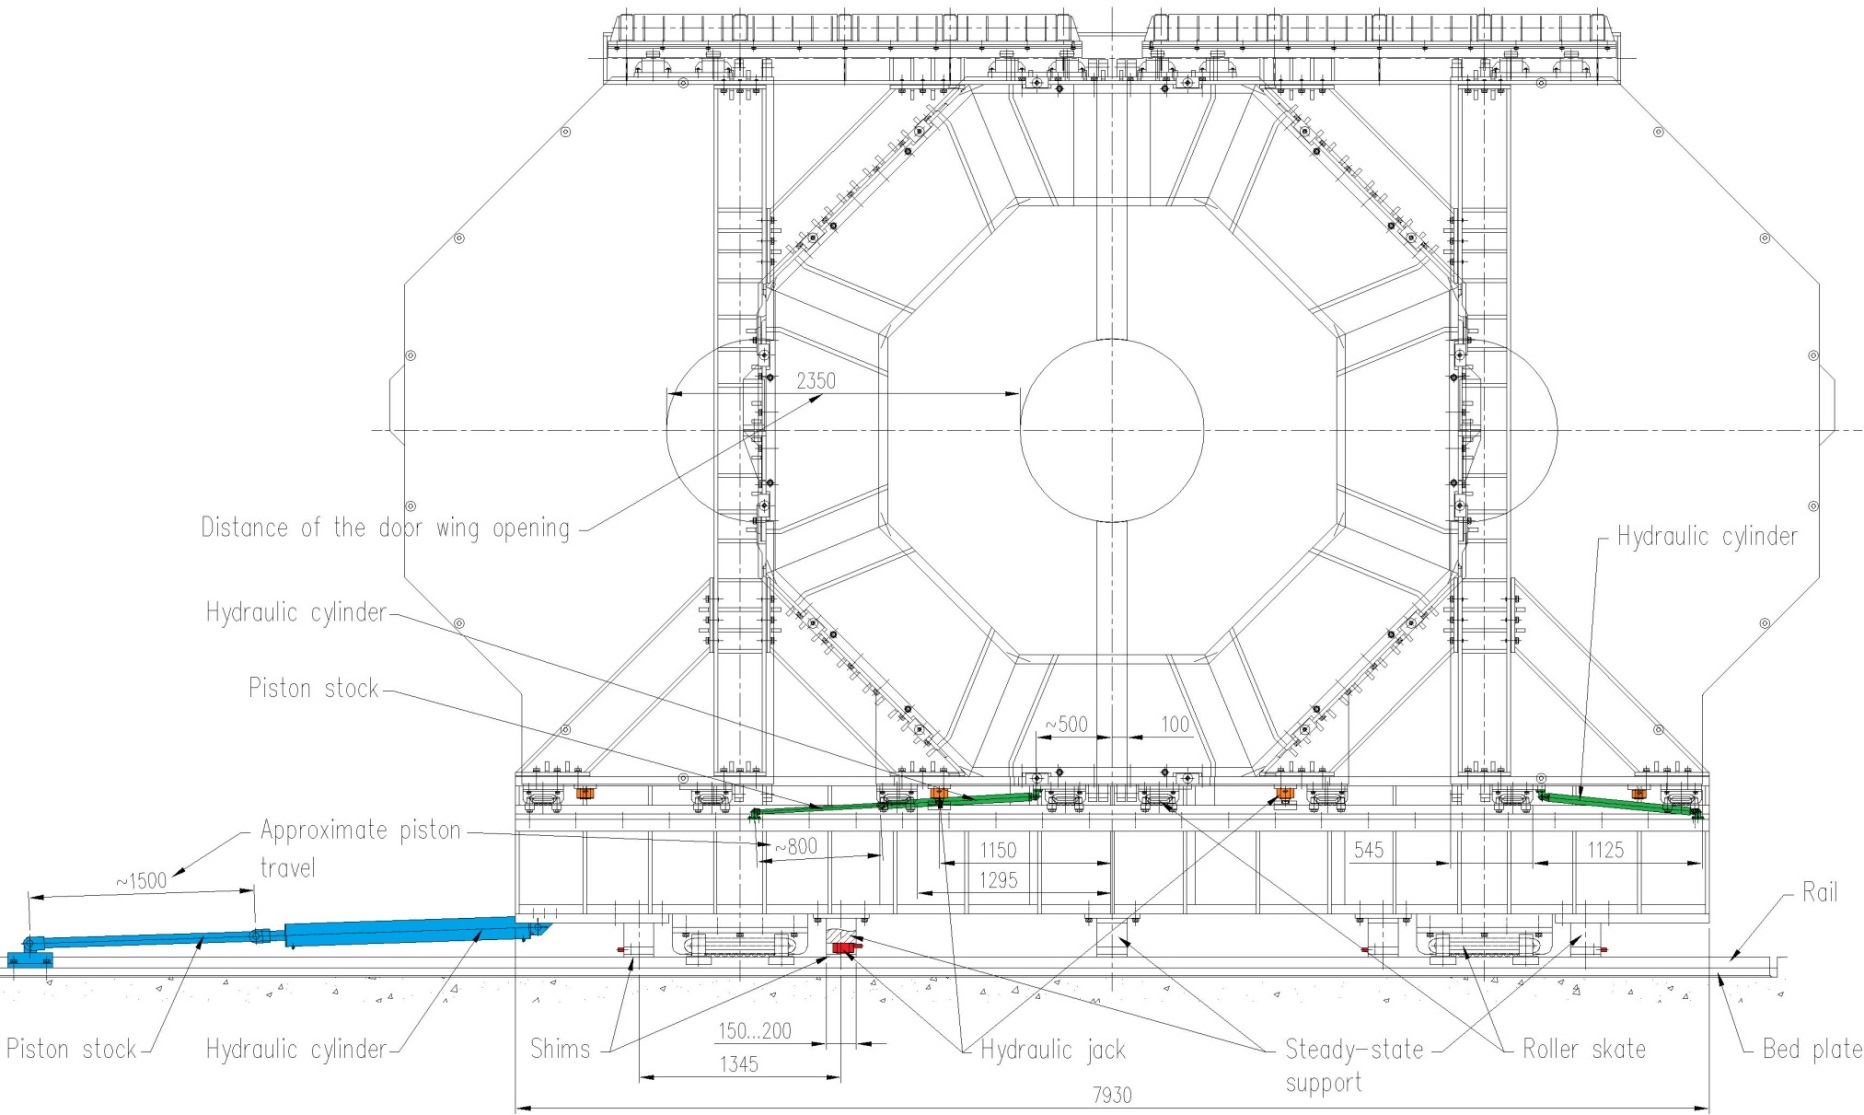 2350
Distance of the door wing opening
Hydraulic cylinder
Hydraulic cylinder
Piston stock
~500
100
Approximate piston
travel
~800
1150
545
1125
~1500
1295
Rail
Piston stock
Hydraulic cylinder
Shims
150...200
1345
Hydraulic jack
Steady-state
support
Roller skate
Bed plate
7930